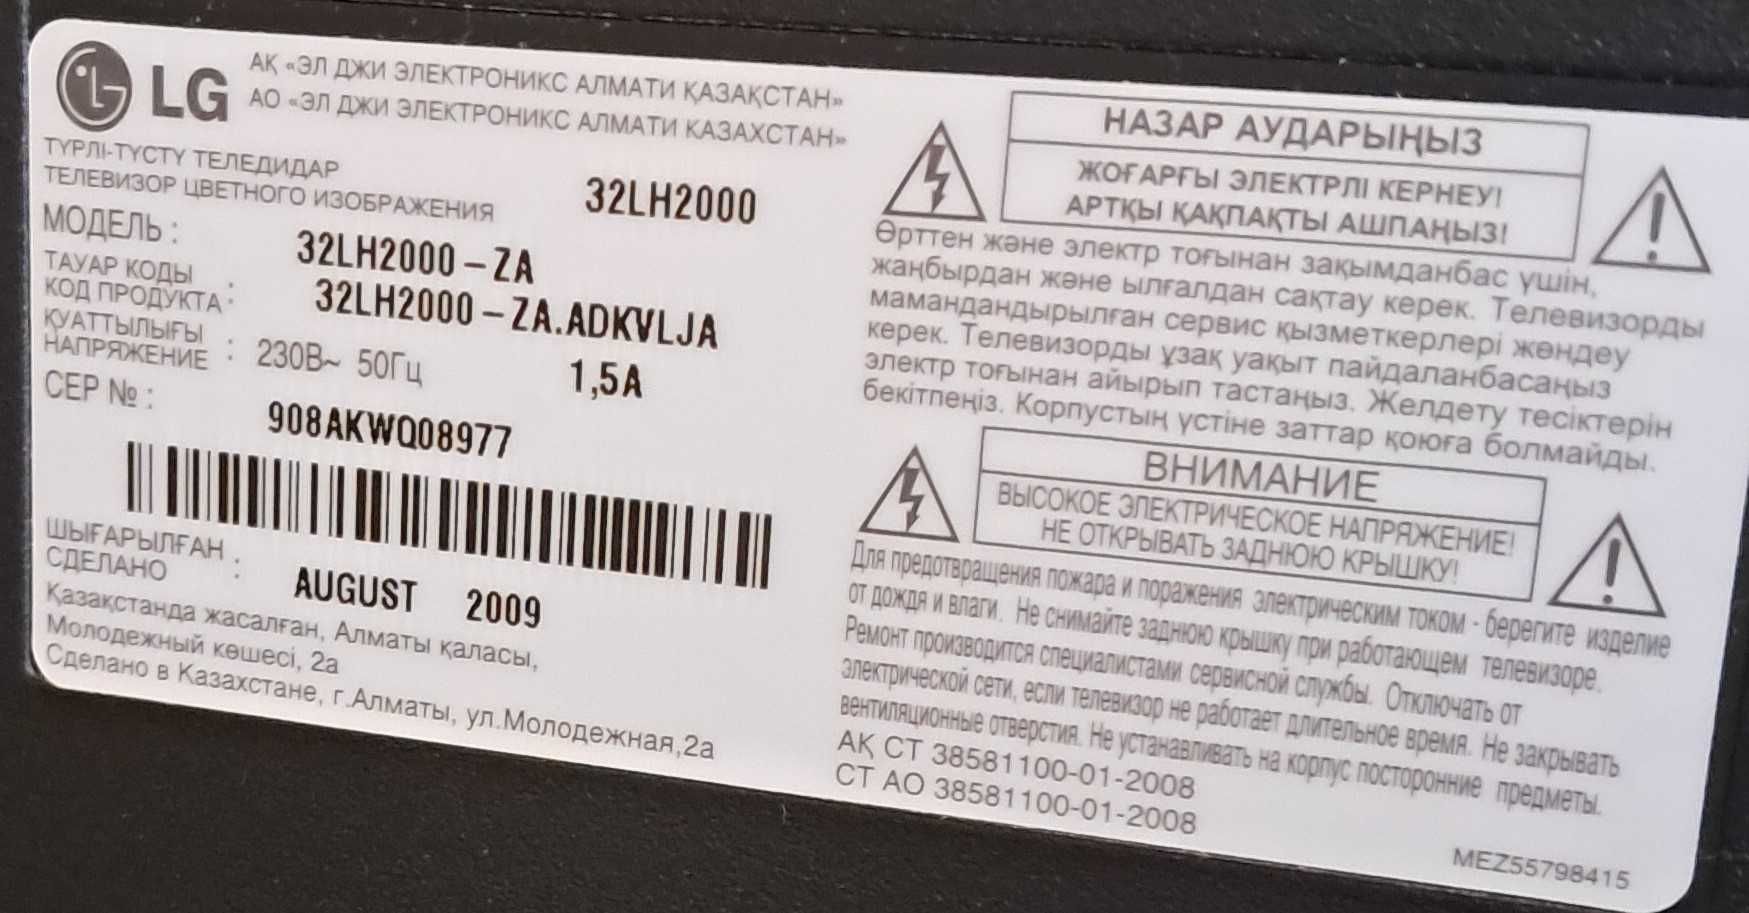 LG
АҚ «ЭЛ ДЖИ ЭЛЕКТРОНИКС АЛМАТИ ҚАЗАҚСТАН»
АО «ЭЛ ДЖИ ЭЛЕКТРОНИКС АЛМАТИ КАЗАХСТАН»
ТҮРЛІ-ТҮСТҮ ТЕЛЕДИДАР
ТЕЛЕВИЗОР ЦВЕТНОГО ИЗОБРАЖЕНИЯ 32LH2000
МОДЕЛЬ : 32LH2000-ZA
ТАУАР КОДЫ
КОД ПРОДУКТА : 32LH2000-ZA.ADKVLJA
ҚУАТТЫЛЫҒЫ
НАПРЯЖЕНИЕ : 230В~ 50Гц 1,5A
СЕР № : 908AKWQ08977
ШЫҒАРЫЛҒАН
СДЕЛАНО : AUGUST 2009
Қазақстанда жасалған, Алматы қаласы,
Молодежный көшесі, 2а
Сделано в Казахстане, г.Алматы, ул.Молодежная,2а
НАЗАР АУДАРЫҢЫЗ
ЖОҒАРҒЫ ЭЛЕКТРЛІ КЕРНЕУ!
АРТҚЫ ҚАҚПАҚТЫ АШПАҢЫЗ!
Өрттен және электр тоғынан зақымданбас үшін,
жаңбырдан және ылғалдан сақтау керек. Телевизорды
мамандандырылған сервис қызметкерлері жөндеу
керек. Телевизорды ұзақ уақыт пайдаланбасаңыз
электр тоғынан айырып тастаңыз. Желдету тесіктерін
бекітпеңіз. Корпустың үстіне заттар қоюға болмайды.
ВНИМАНИЕ
ВЫСОКОЕ ЭЛЕКТРИЧЕСКОЕ НАПРЯЖЕНИЕ!
НЕ ОТКРЫВАТЬ ЗАДНЮЮ КРЫШКУ!
Для предотвращения пожара и поражения электрическим током - берегите изделие
от дождя и влаги. Не снимайте заднюю крышку при работающем телевизоре.
Ремонт производится специалистами сервисной службы. Отключать от
электрической сети, если телевизор не работает длительное время. Не закрывать
вентиляционные отверстия. Не устанавливать на корпус посторонние предметы.
АҚ СТ 38581100-01-2008
СТ АО 38581100-01-2008
MEZ55798415